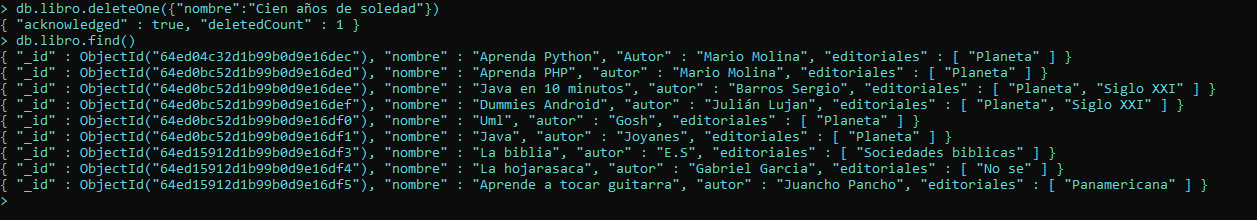 > db.libro.deleteOne({"nombre":"Cien años de soledad"})
{ "acknowledged" : true, "deletedCount" : 1 }
> db.libro.find()
{ "_id" : ObjectId("64ed04c32d1b99b0d9e16dec"), "nombre" : "Aprenda Python", "Autor" : "Mario Molina", "editoriales" : [ "Planeta" ] }
{ "_id" : ObjectId("64ed0bc52d1b99b0d9e16ded"), "nombre" : "Aprenda PHP", "autor" : "Mario Molina", "editoriales" : [ "Planeta" ] }
{ "_id" : ObjectId("64ed0bc52d1b99b0d9e16dee"), "nombre" : "Java en 10 minutos", "autor" : "Barros Sergio", "editoriales" : [ "Planeta", "Siglo XXI" ] }
{ "_id" : ObjectId("64ed0bc52d1b99b0d9e16def"), "nombre" : "Dummies Android", "autor" : "Julián Lujan", "editoriales" : [ "Planeta", "Siglo XXI" ] }
{ "_id" : ObjectId("64ed0bc52d1b99b0d9e16df0"), "nombre" : "Uml", "autor" : "Gosh", "editoriales" : [ "Planeta" ] }
{ "_id" : ObjectId("64ed0bc52d1b99b0d9e16df1"), "nombre" : "Java", "autor" : "Joyanes", "editoriales" : [ "Planeta" ] }
{ "_id" : ObjectId("64ed15912d1b99b0d9e16df3"), "nombre" : "La biblia", "autor" : "E.S", "editoriales" : [ "Sociedades biblicas" ] }
{ "_id" : ObjectId("64ed15912d1b99b0d9e16df4"), "nombre" : "La hojarasaca", "autor" : "Gabriel Garcia", "editoriales" : [ "No se" ] }
{ "_id" : ObjectId("64ed15912d1b99b0d9e16df5"), "nombre" : "Aprende a tocar guitarra", "autor" : "Juancho Pancho", "editoriales" : [ "Panamericana" ] }
>